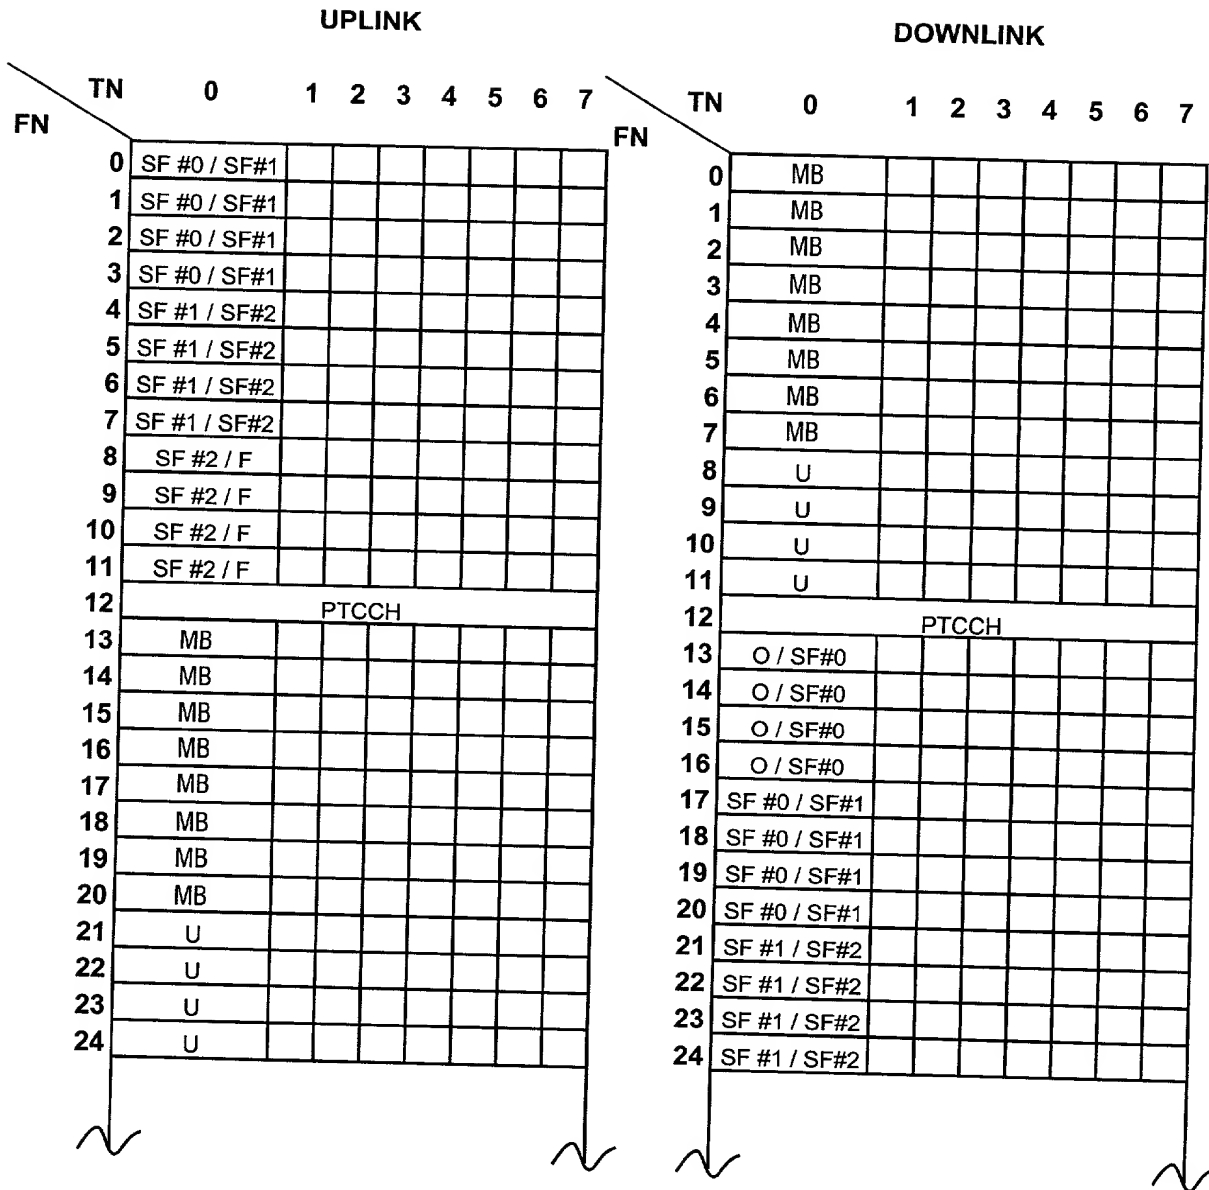 UPLINK
TN 0 1 2 3 4 5 6 7
FN
0 SF #0 / SF#1
1 SF #0 / SF#1
2 SF #0 / SF#1
3 SF #0 / SF#1
4 SF #1 / SF#2
5 SF #1 / SF#2
6 SF #1 / SF#2
7 SF #1 / SF#2
8 SF #2 / F
9 SF #2 / F
10 SF #2 / F
11 SF #2 / F
12 PTCCH
13 MB
14 MB
15 MB
16 MB
17 MB
18 MB
19 MB
20 MB
21 U
22 U
23 U
24 U
DOWNLINK
TN 0 1 2 3 4 5 6 7
FN
0 MB
1 MB
2 MB
3 MB
4 MB
5 MB
6 MB
7 MB
8 U
9 U
10 U
11 U
12 PTCCH
13 O / SF#0
14 O / SF#0
15 O / SF#0
16 O / SF#0
17 SF #0 / SF#1
18 SF #0 / SF#1
19 SF #0 / SF#1
20 SF #0 / SF#1
21 SF #1 / SF#2
22 SF #1 / SF#2
23 SF #1 / SF#2
24 SF #1 / SF#2